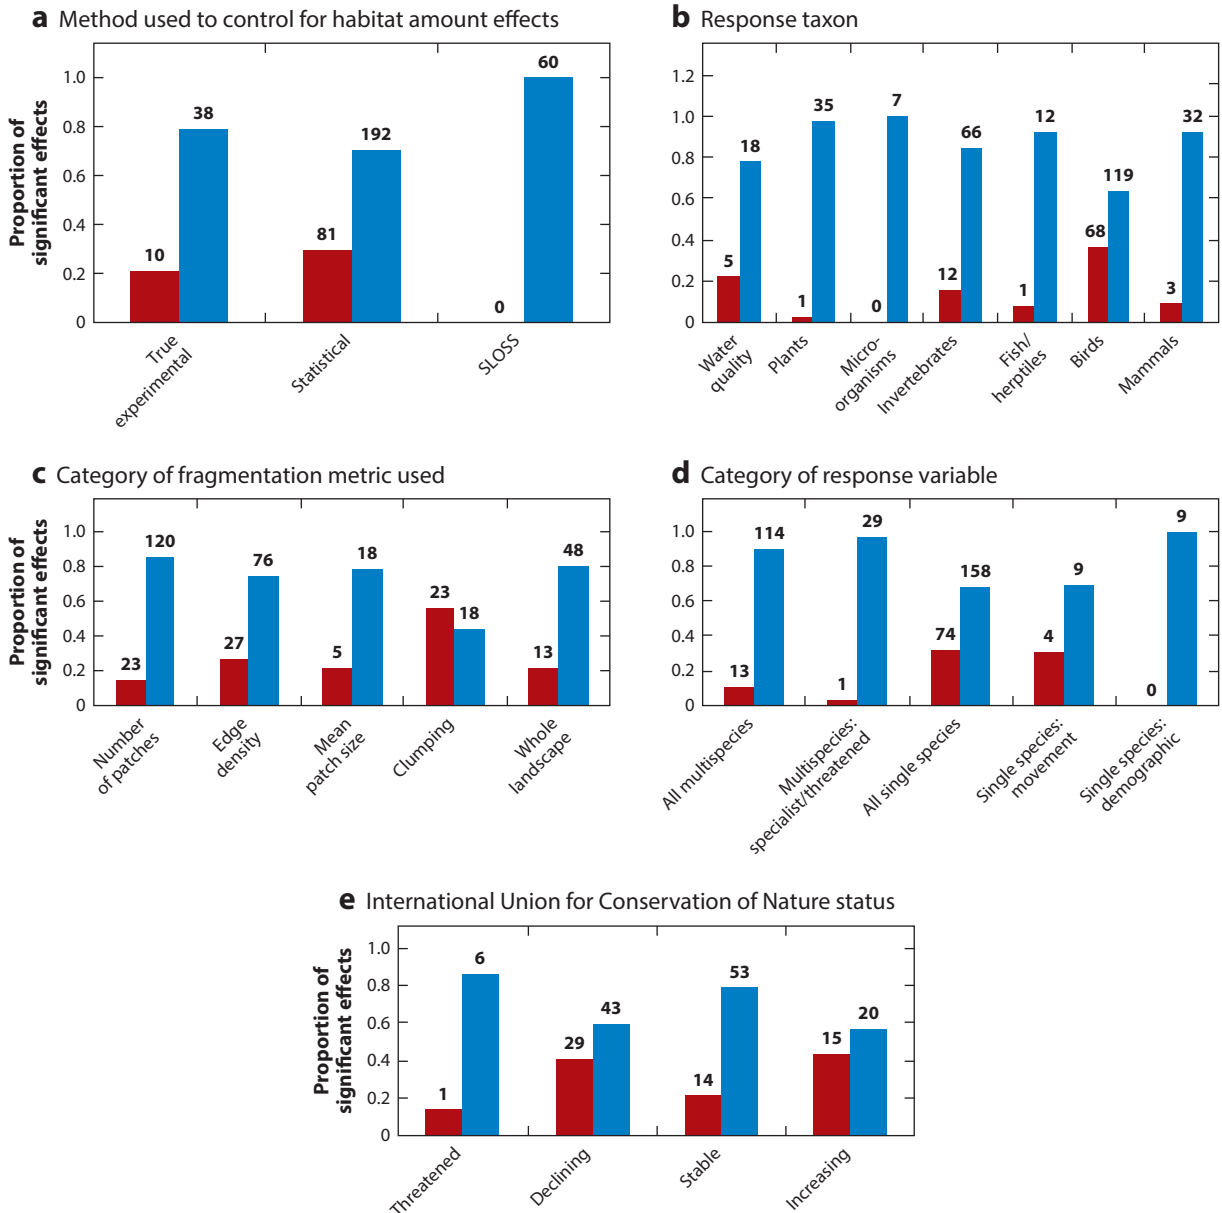 a Method used to control for habitat amount effects
Proportion of
significant effects
1.0
0.8
0.6
0.4
0.2
0
10
38
81
192
0
60
True
experimental
Statistical
SLOSS
b Response taxon
1.2
1.0
0.8
0.6
0.4
0.2
0
5
18
1
35
0
7
12
66
1
12
68
119
3
32
Water
quality
Plants
Micro-
organisms
Invertebrates
Fish/
herptiles
Birds
Mammals
c Category of fragmentation metric used
Proportion of
significant effects
1.0
0.8
0.6
0.4
0.2
0
23
120
27
76
5
18
23
18
13
48
Number
of patches
Edge
density
Mean
patch size
Clumping
Whole
landscape
d Category of response variable
1.0
0.8
0.6
0.4
0.2
0
13
114
1
29
74
158
4
9
0
9
All multispecies
Multispecies:
specialist/threatened
All single species
Single species:
movement
Single species:
demographic
e International Union for Conservation of Nature status
Proportion of
significant effects
1.0
0.8
0.6
0.4
0.2
0
1
6
29
43
14
53
15
20
Threatened
Declining
Stable
Increasing